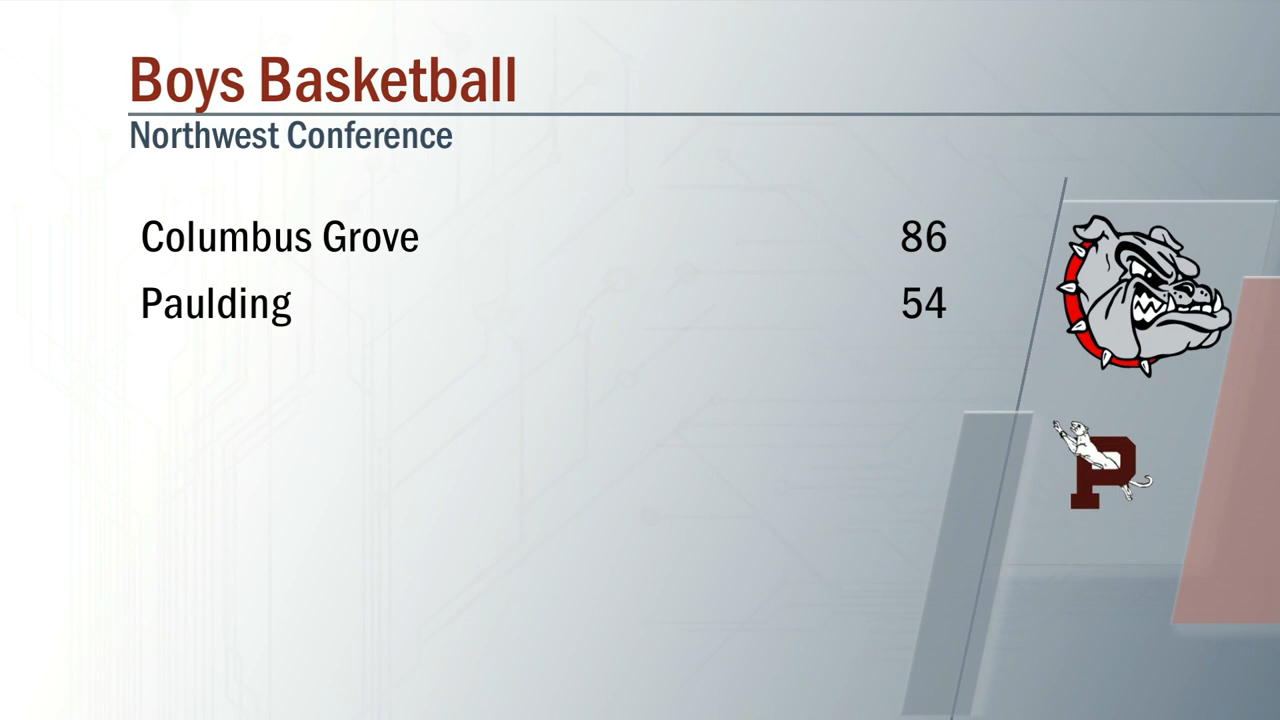 Boys Basketball
Northwest Conference
Columbus Grove 86
Paulding 54
P